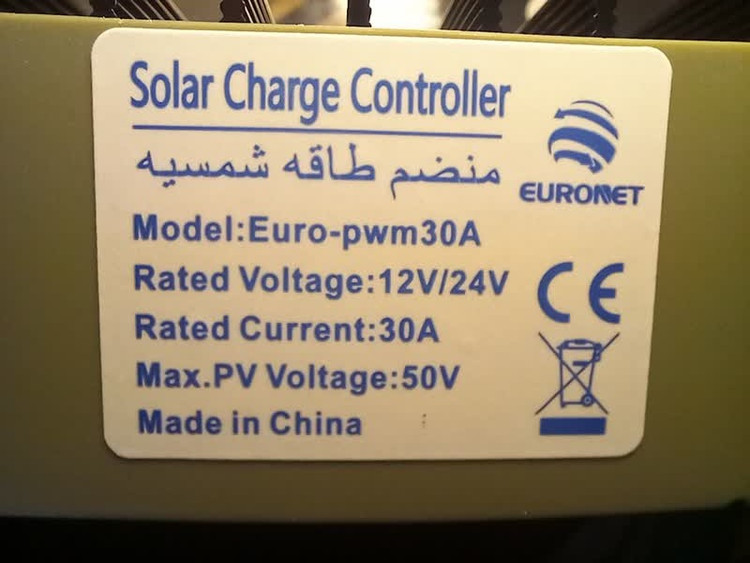 Solar Charge Controller
منضم طاقه شمسيه
EURONET
Model:Euro-pwm30A
Rated Voltage:12V/24V
CE
Rated Current:30A
Max.PV Voltage:50V
Made in China